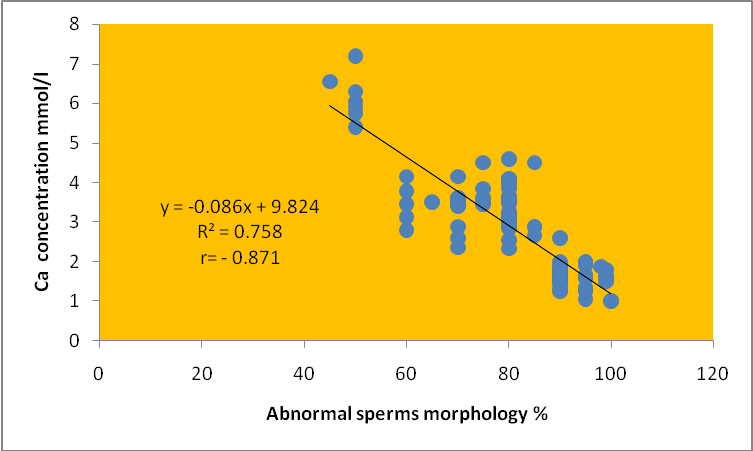 8
7
6
5
4
3
2
1
0
Ca concentration mmol/l
y = -0.086x + 9.824
R² = 0.758
r= - 0.871
0 20 40 60 80 100 120
Abnormal sperms morphology %